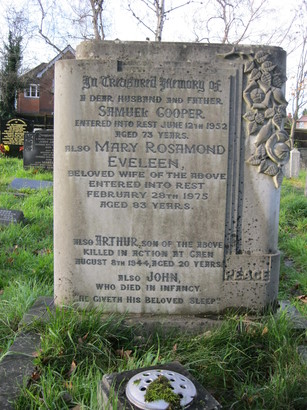 In Treasured Memory of
A DEAR HUSBAND AND FATHER
SAMUEL COOPER
ENTERED INTO REST JUNE 12TH 1952
AGED 73 YEARS.
ALSO MARY ROSAMOND
EVELEEN,
BELOVED WIFE OF THE ABOVE
ENTERED INTO REST
FEBRUARY 28TH 1975
AGED 93 YEARS.
ALSO ARTHUR, SON OF THE ABOVE
KILLED IN ACTION AT CAEN
AUGUST 8TH 1944, AGED 20 YEARS.
ALSO JOHN,
WHO DIED IN INFANCY.
"HE GIVETH HIS BELOVED SLEEP."
PEACE